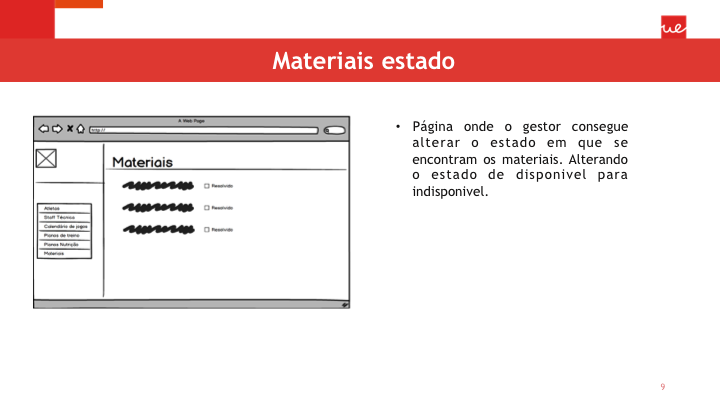 ue
Materiais estado
A Web Page
http://
Materiais
Resolvido
Resolvido
Resolvido
Atletas
Staff Técnico
Calendário de jogos
Planos de treino
Planos Nutrição
Materiais
• Página onde o gestor consegue
alterar o estado em que se
encontram os materiais. Alterando
o estado de disponivel para
indisponivel.
9